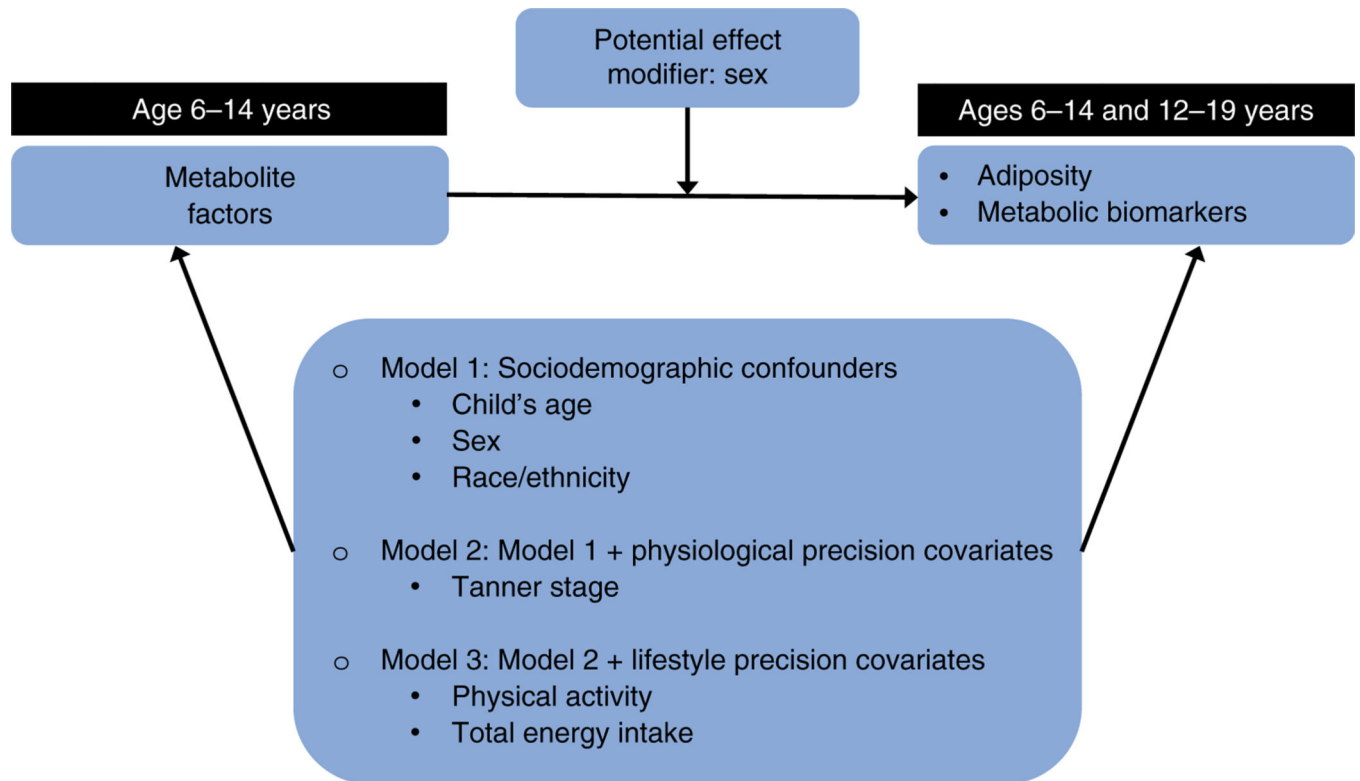 Potential effect
modifier: sex
Age 6–14 years
Ages 6–14 and 12–19 years
Metabolite
factors
• Adiposity
• Metabolic biomarkers
o Model 1: Sociodemographic confounders
• Child’s age
• Sex
• Race/ethnicity
o Model 2: Model 1 + physiological precision covariates
• Tanner stage
o Model 3: Model 2 + lifestyle precision covariates
• Physical activity
• Total energy intake